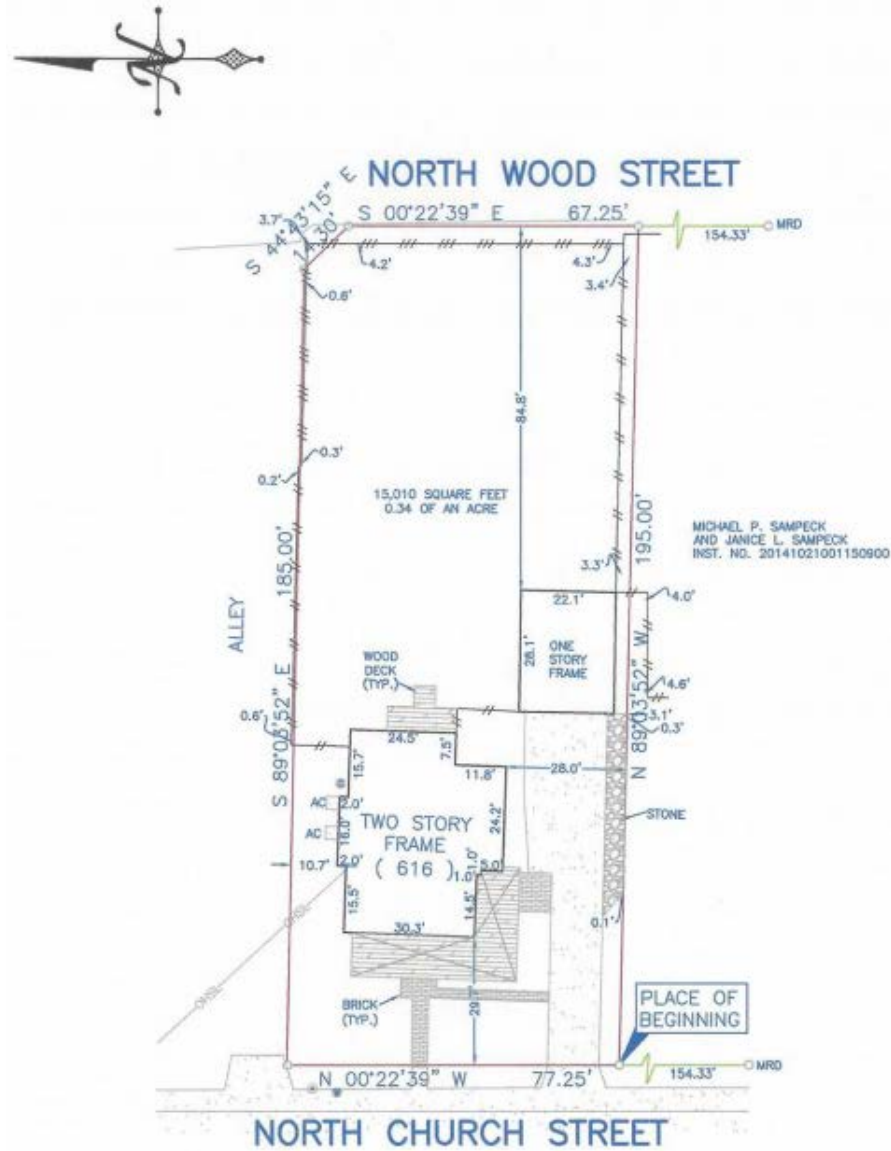 NORTH WOOD STREET
S 44°43'15" E
14.30'
3.7'
S 00°22'39" E 67.25'
154.33'
MRD
4.2'
4.3'
3.4'
0.6'
84.8'
0.3'
0.2'
15,010 SQUARE FEET
0.34 OF AN ACRE
ALLEY
S 89°03'52" E 185.00'
N 89°03'52" W 195.00'
MICHAEL P. SAMPECK
AND JANICE L. SAMPECK
INST. NO. 20141021001150900
3.3'
4.0'
22.1'
28.1'
ONE
STORY
FRAME
WOOD
DECK
(TYP.)
4.6'
3.1'
0.3'
0.6'
24.5'
7.5'
15.7'
11.8'
28.0'
AC
2.0'
AC
16.0'
TWO STORY
FRAME
( 616 )
24.2'
STONE
10.7'
2.0'
1.0'
1.0'
5.0'
15.5'
14.5'
30.3'
0.1'
OHSL
OHSL
29.7'
BRICK
(TYP.)
PLACE OF
BEGINNING
N 00°22'39" W 77.25'
154.33'
MRD
NORTH CHURCH STREET